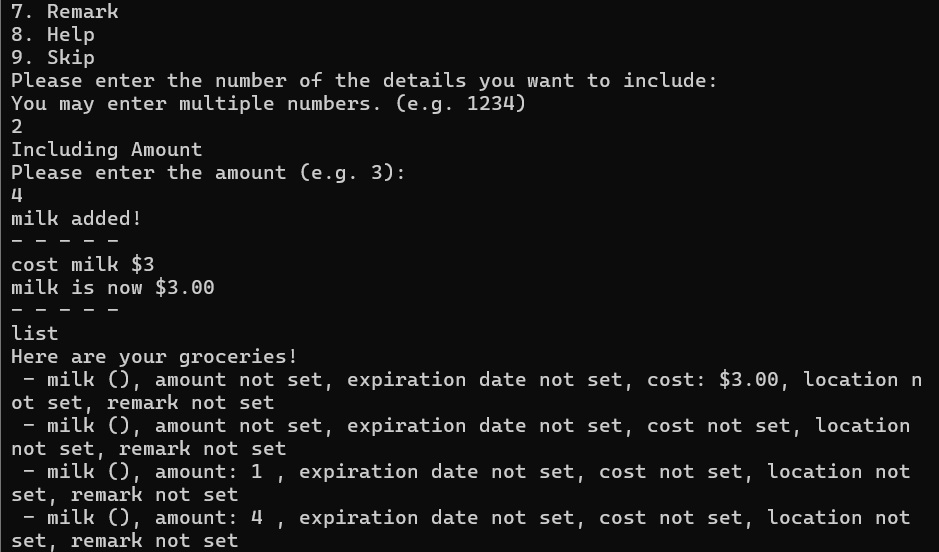 7. Remark
8. Help
9. Skip
Please enter the number of the details you want to include:
You may enter multiple numbers. (e.g. 1234)
2
Including Amount
Please enter the amount (e.g. 3):
4
milk added!
- - - - -
cost milk $3
milk is now $3.00
- - - - -
list
Here are your groceries!
 - milk (), amount not set, expiration date not set, cost: $3.00, location n
ot set, remark not set
 - milk (), amount not set, expiration date not set, cost not set, location
not set, remark not set
 - milk (), amount: 1 , expiration date not set, cost not set, location not
set, remark not set
 - milk (), amount: 4 , expiration date not set, cost not set, location not
set, remark not set